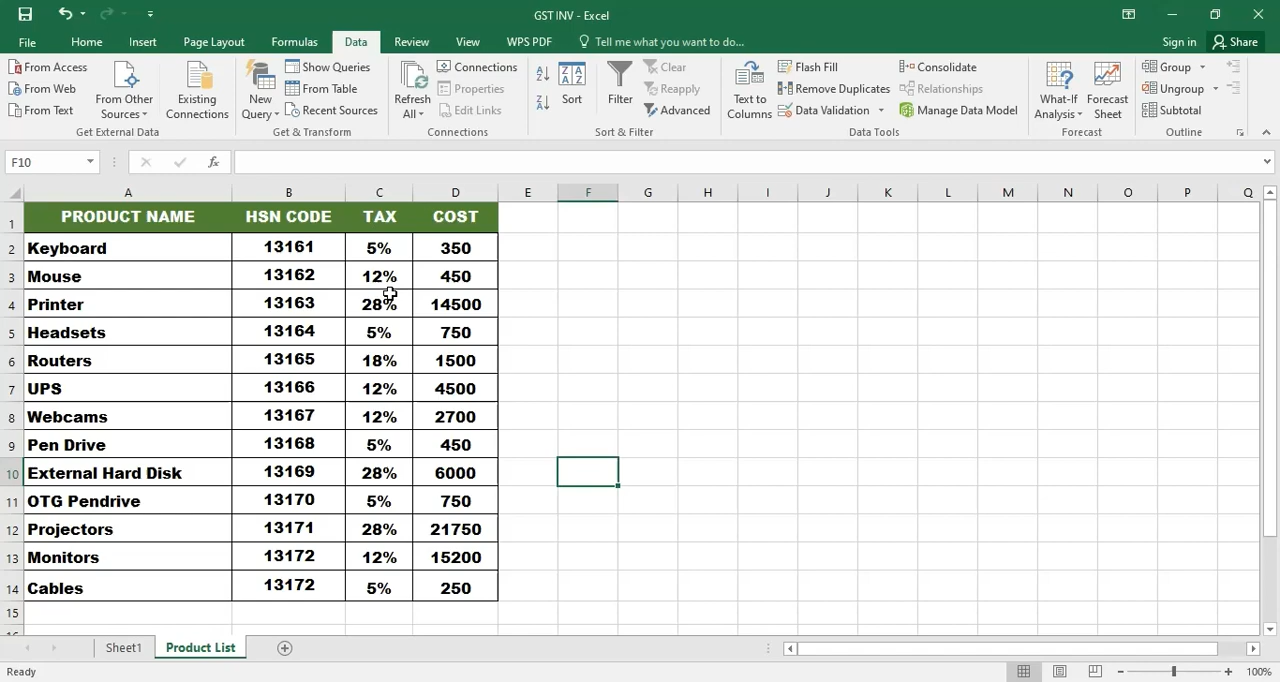 GST INV - Excel
File Home Insert Page Layout Formulas Data Review View WPS PDF Tell me what you want to do... Sign in Share
From Access
From Web
From Text
From Other Sources
Existing Connections
Get External Data
New Query
Show Queries
From Table
Recent Sources
Get & Transform
Refresh All
Connections
Properties
Edit Links
Connections
A Z
Z A
Z A A Z
Sort
Filter
Clear
Reapply
Advanced
Sort & Filter
Text to Columns
Flash Fill
Remove Duplicates
Data Validation
Consolidate
Relationships
Manage Data Model
Data Tools
What-If Analysis
Forecast Sheet
Forecast
Group
Ungroup
Subtotal
Outline
F10 fx
A B C D E F G H I J K L M N O P Q
1 PRODUCT NAME HSN CODE TAX COST
2 Keyboard 13161 5% 350
3 Mouse 13162 12% 450
4 Printer 13163 28% 14500
5 Headsets 13164 5% 750
6 Routers 13165 18% 1500
7 UPS 13166 12% 4500
8 Webcams 13167 12% 2700
9 Pen Drive 13168 5% 450
10 External Hard Disk 13169 28% 6000
11 OTG Pendrive 13170 5% 750
12 Projectors 13171 28% 21750
13 Monitors 13172 12% 15200
14 Cables 13172 5% 250
15
Sheet1 Product List
Ready 100%